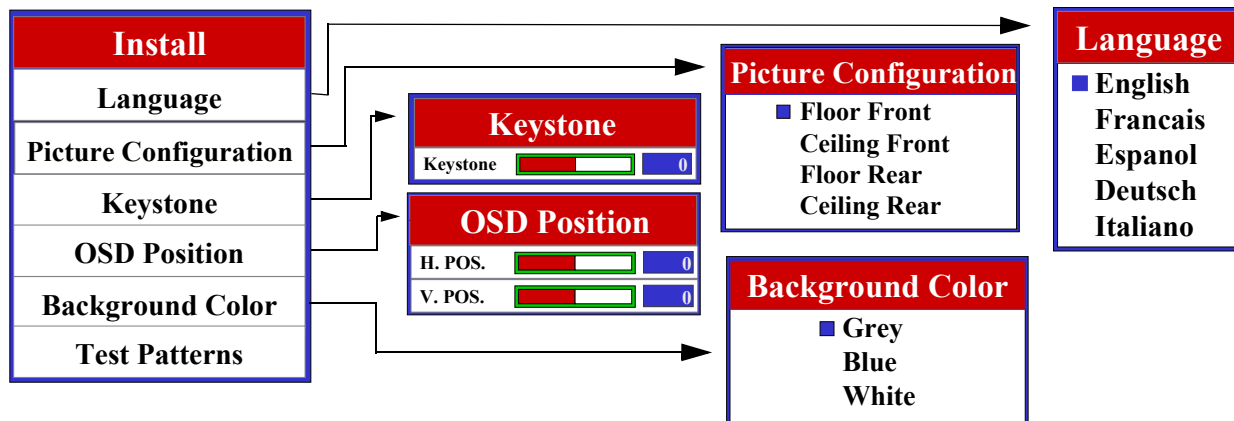 Install
Language
Picture Configuration
Keystone
OSD Position
Background Color
Test Patterns
Keystone
Keystone 0
OSD Position
H. POS. 0
V. POS. 0
Picture Configuration
Floor Front
Ceiling Front
Floor Rear
Ceiling Rear
Background Color
Grey
Blue
White
Language
English
Francais
Espanol
Deutsch
Italiano